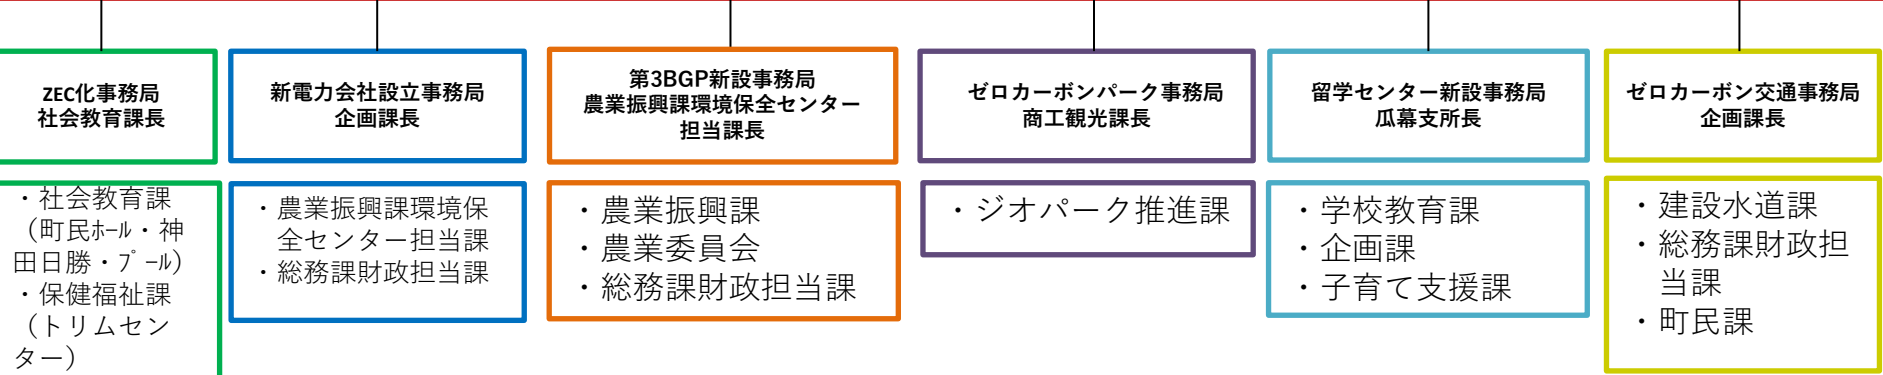 ZEC化事務局
社会教育課長
新電力会社設立事務局
企画課長
第3BGP新設事務局
農業振興課環境保全センター
担当課長
ゼロカーボンパーク事務局
商工観光課長
留学センター新設事務局
瓜幕支所長
ゼロカーボン交通事務局
企画課長
・社会教育課
（町民ﾎｰﾙ・神
田日勝・ﾌﾟｰﾙ）
・保健福祉課
（トリムセン
ター）
・農業振興課環境保
全センター担当課
・総務課財政担当課
・農業振興課
・農業委員会
・総務課財政担当課
・ジオパーク推進課
・学校教育課
・企画課
・子育て支援課
・建設水道課
・総務課財政担
当課
・町民課